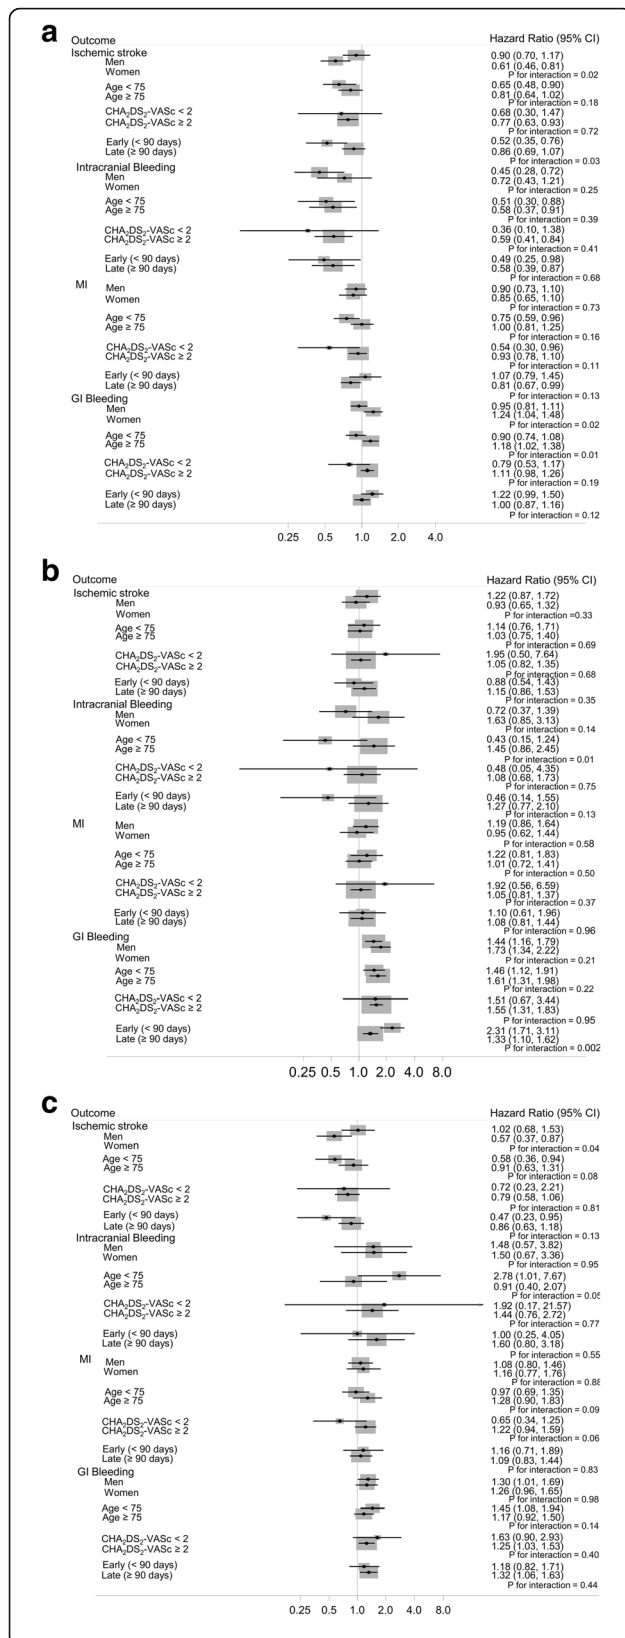 a
Outcome Hazard Ratio (95% CI)
Ischemic stroke
Men 0.90 (0.70, 1.17)
Women 0.61 (0.46, 0.81)
P for interaction = 0.02
Age < 75 0.65 (0.48, 0.90)
Age ≥ 75 0.81 (0.64, 1.02)
P for interaction = 0.18
CHA2DS2-VASc < 2 0.68 (0.30, 1.47)
CHA2DS2-VASc ≥ 2 0.77 (0.63, 0.93)
P for interaction = 0.72
Early (< 90 days) 0.52 (0.35, 0.76)
Late (≥ 90 days) 0.86 (0.69, 1.07)
P for interaction = 0.03
Intracranial Bleeding
Men 0.45 (0.28, 0.72)
Women 0.72 (0.43, 1.21)
P for interaction = 0.25
Age < 75 0.51 (0.30, 0.88)
Age ≥ 75 0.58 (0.37, 0.91)
P for interaction = 0.39
CHA2DS2-VASc < 2 0.36 (0.10, 1.38)
CHA2DS2-VASc ≥ 2 0.59 (0.41, 0.84)
P for interaction = 0.41
Early (< 90 days) 0.49 (0.25, 0.98)
Late (≥ 90 days) 0.58 (0.39, 0.87)
P for interaction = 0.68
MI
Men 0.90 (0.73, 1.10)
Women 0.85 (0.65, 1.10)
P for interaction = 0.73
Age < 75 0.75 (0.59, 0.96)
Age ≥ 75 1.00 (0.81, 1.25)
P for interaction = 0.16
CHA2DS2-VASc < 2 0.54 (0.30, 0.96)
CHA2DS2-VASc ≥ 2 0.93 (0.78, 1.10)
P for interaction = 0.11
Early (< 90 days) 1.07 (0.79, 1.45)
Late (≥ 90 days) 0.81 (0.67, 0.99)
P for interaction = 0.13
GI Bleeding
Men 0.95 (0.81, 1.11)
Women 1.24 (1.04, 1.48)
P for interaction = 0.02
Age < 75 0.90 (0.74, 1.08)
Age ≥ 75 1.18 (1.02, 1.38)
P for interaction = 0.01
CHA2DS2-VASc < 2 0.79 (0.53, 1.17)
CHA2DS2-VASc ≥ 2 1.11 (0.98, 1.26)
P for interaction = 0.19
Early (< 90 days) 1.22 (0.99, 1.50)
Late (≥ 90 days) 1.00 (0.87, 1.16)
P for interaction = 0.12
0.25 0.5 1.0 2.0 4.0
b
Outcome Hazard Ratio (95% CI)
Ischemic stroke
Men 1.22 (0.87, 1.72)
Women 0.93 (0.65, 1.32)
P for interaction =0.33
Age < 75 1.14 (0.76, 1.71)
Age ≥ 75 1.03 (0.75, 1.40)
P for interaction = 0.69
CHA2DS2-VASc < 2 1.95 (0.50, 7.64)
CHA2DS2-VASc ≥ 2 1.05 (0.82, 1.35)
P for interaction = 0.68
Early (< 90 days) 0.88 (0.54, 1.43)
Late (≥ 90 days) 1.15 (0.86, 1.53)
P for interaction = 0.35
Intracranial Bleeding
Men 0.72 (0.37, 1.39)
Women 1.63 (0.85, 3.13)
P for interaction = 0.14
Age < 75 0.43 (0.15, 1.24)
Age ≥ 75 1.45 (0.86, 2.45)
P for interaction = 0.01
CHA2DS2-VASc < 2 0.48 (0.05, 4.35)
CHA2DS2-VASc ≥ 2 1.08 (0.68, 1.73)
P for interaction = 0.75
Early (< 90 days) 0.46 (0.14, 1.55)
Late (≥ 90 days) 1.27 (0.77, 2.10)
P for interaction = 0.13
MI
Men 1.19 (0.86, 1.64)
Women 0.95 (0.62, 1.44)
P for interaction = 0.58
Age < 75 1.22 (0.81, 1.83)
Age ≥ 75 1.01 (0.72, 1.41)
P for interaction = 0.50
CHA2DS2-VASc < 2 1.92 (0.56, 6.59)
CHA2DS2-VASc ≥ 2 1.05 (0.81, 1.37)
P for interaction = 0.37
Early (< 90 days) 1.10 (0.61, 1.96)
Late (≥ 90 days) 1.08 (0.81, 1.44)
P for interaction = 0.96
GI Bleeding
Men 1.44 (1.16, 1.79)
Women 1.73 (1.34, 2.22)
P for interaction = 0.21
Age < 75 1.46 (1.12, 1.91)
Age ≥ 75 1.61 (1.31, 1.98)
P for interaction = 0.22
CHA2DS2-VASc < 2 1.51 (0.67, 3.44)
CHA2DS2-VASc ≥ 2 1.55 (1.31, 1.83)
P for interaction = 0.95
Early (< 90 days) 2.31 (1.71, 3.11)
Late (≥ 90 days) 1.33 (1.10, 1.62)
P for interaction = 0.002
0.25 0.5 1.0 2.0 4.0 8.0
c
Outcome Hazard Ratio (95% CI)
Ischemic stroke
Men 1.02 (0.68, 1.53)
Women 0.57 (0.37, 0.87)
P for interaction = 0.04
Age < 75 0.58 (0.36, 0.94)
Age ≥ 75 0.91 (0.63, 1.31)
P for interaction = 0.08
CHA2DS2-VASc < 2 0.72 (0.23, 2.21)
CHA2DS2-VASc ≥ 2 0.79 (0.58, 1.06)
P for interaction = 0.81
Early (< 90 days) 0.47 (0.23, 0.95)
Late (≥ 90 days) 0.86 (0.63, 1.18)
P for interaction = 0.13
Intracranial Bleeding
Men 1.48 (0.57, 3.82)
Women 1.50 (0.67, 3.36)
P for interaction = 0.95
Age < 75 2.78 (1.01, 7.67)
Age ≥ 75 0.91 (0.40, 2.07)
P for interaction = 0.05
CHA2DS2-VASc < 2 1.92 (0.17, 21.57)
CHA2DS2-VASc ≥ 2 1.44 (0.76, 2.72)
P for interaction = 0.77
Early (< 90 days) 1.00 (0.25, 4.05)
Late (≥ 90 days) 1.60 (0.80, 3.18)
P for interaction = 0.55
MI
Men 1.08 (0.80, 1.46)
Women 1.16 (0.77, 1.76)
P for interaction = 0.88
Age < 75 0.97 (0.69, 1.35)
Age ≥ 75 1.28 (0.90, 1.83)
P for interaction = 0.09
CHA2DS2-VASc < 2 0.65 (0.34, 1.25)
CHA2DS2-VASc ≥ 2 1.22 (0.94, 1.59)
P for interaction = 0.06
Early (< 90 days) 1.16 (0.71, 1.89)
Late (≥ 90 days) 1.09 (0.83, 1.44)
P for interaction = 0.83
GI Bleeding
Men 1.30 (1.01, 1.69)
Women 1.26 (0.96, 1.65)
P for interaction = 0.98
Age < 75 1.45 (1.08, 1.94)
Age ≥ 75 1.17 (0.92, 1.50)
P for interaction = 0.14
CHA2DS2-VASc < 2 1.63 (0.90, 2.93)
CHA2DS2-VASc ≥ 2 1.25 (1.03, 1.53)
P for interaction = 0.40
Early (< 90 days) 1.18 (0.82, 1.71)
Late (≥ 90 days) 1.32 (1.06, 1.63)
P for interaction = 0.44
0.25 0.5 1.0 2.0 4.0 8.0